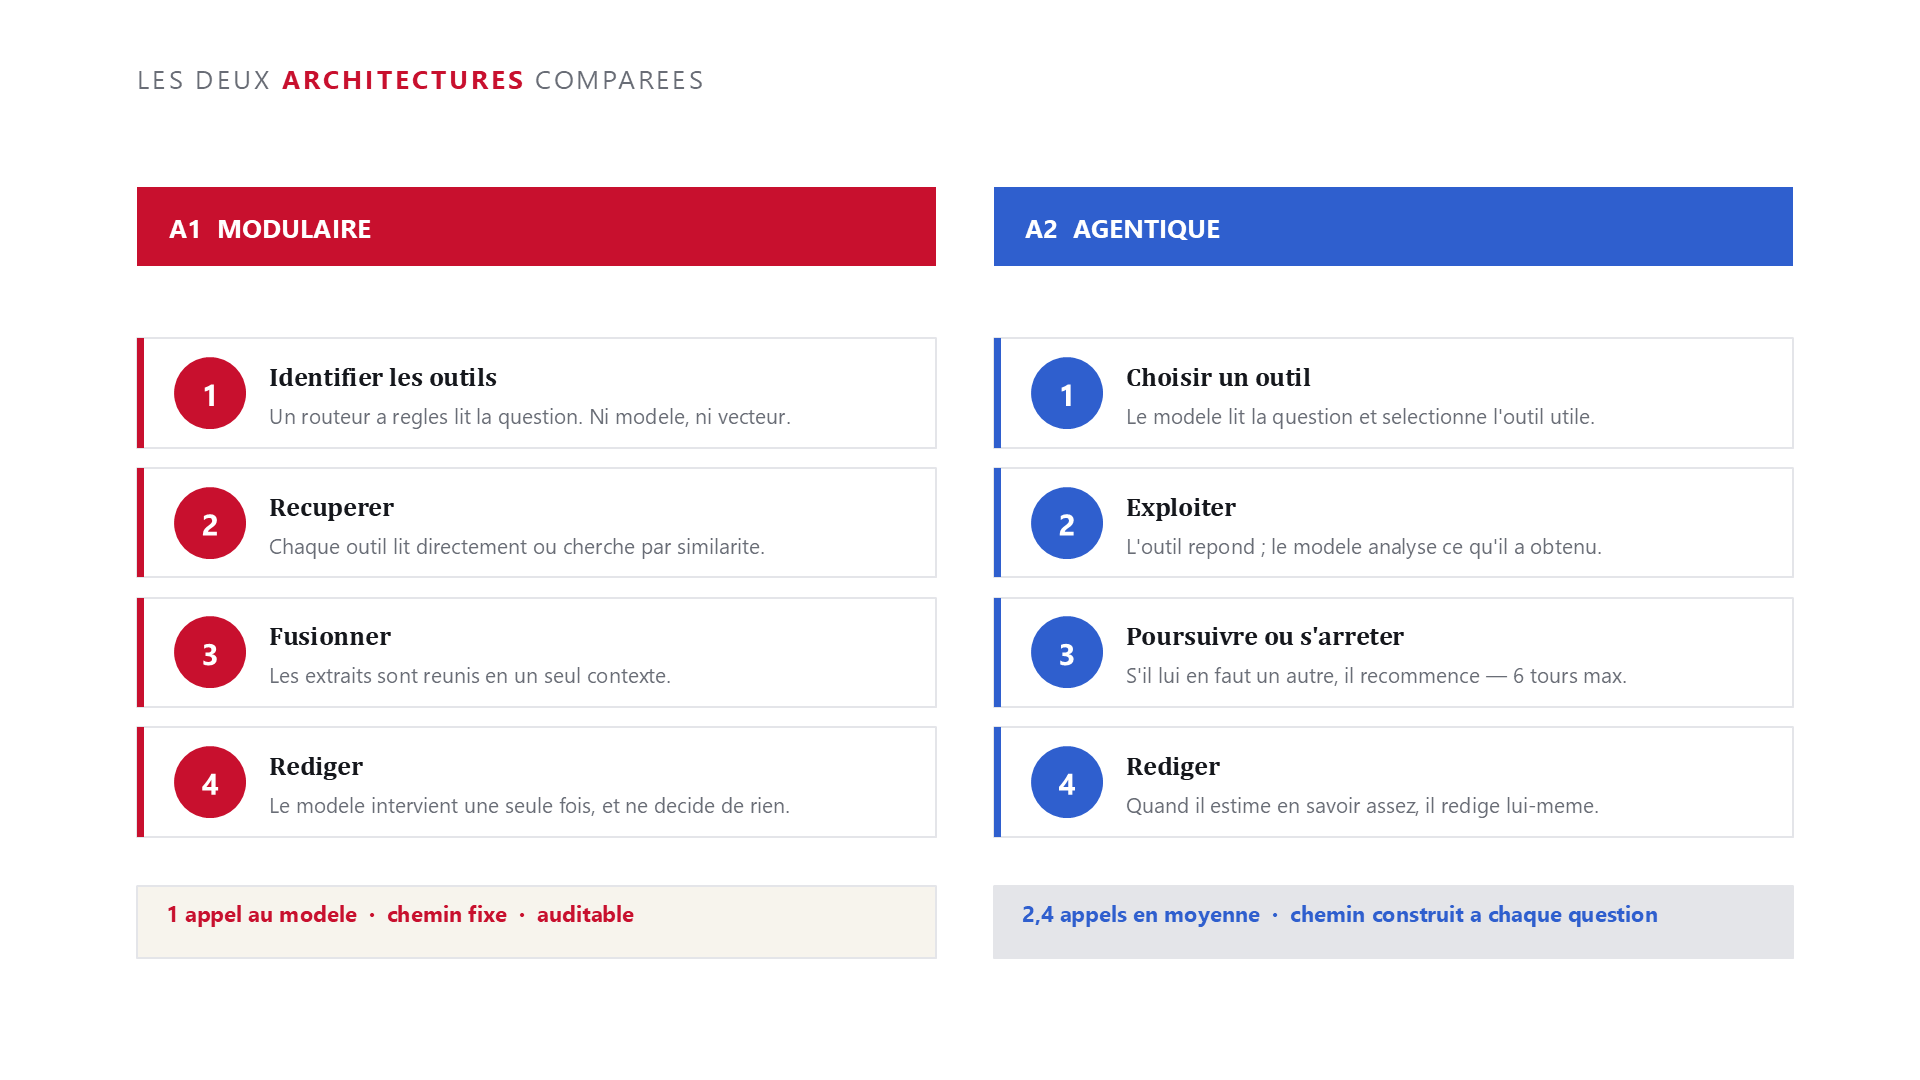 LES DEUX ARCHITECTURES COMPAREES
A1 MODULAIRE
1
Identifier les outils
Un routeur a regles lit la question. Ni modele, ni vecteur.
2
Recuperer
Chaque outil lit directement ou cherche par similarite.
3
Fusionner
Les extraits sont reunis en un seul contexte.
4
Rediger
Le modele intervient une seule fois, et ne decide de rien.
1 appel au modele · chemin fixe · auditable
A2 AGENTIQUE
1
Choisir un outil
Le modele lit la question et selectionne l'outil utile.
2
Exploiter
L'outil repond ; le modele analyse ce qu'il a obtenu.
3
Poursuivre ou s'arreter
S'il lui en faut un autre, il recommence — 6 tours max.
4
Rediger
Quand il estime en savoir assez, il redige lui-meme.
2,4 appels en moyenne · chemin construit a chaque question